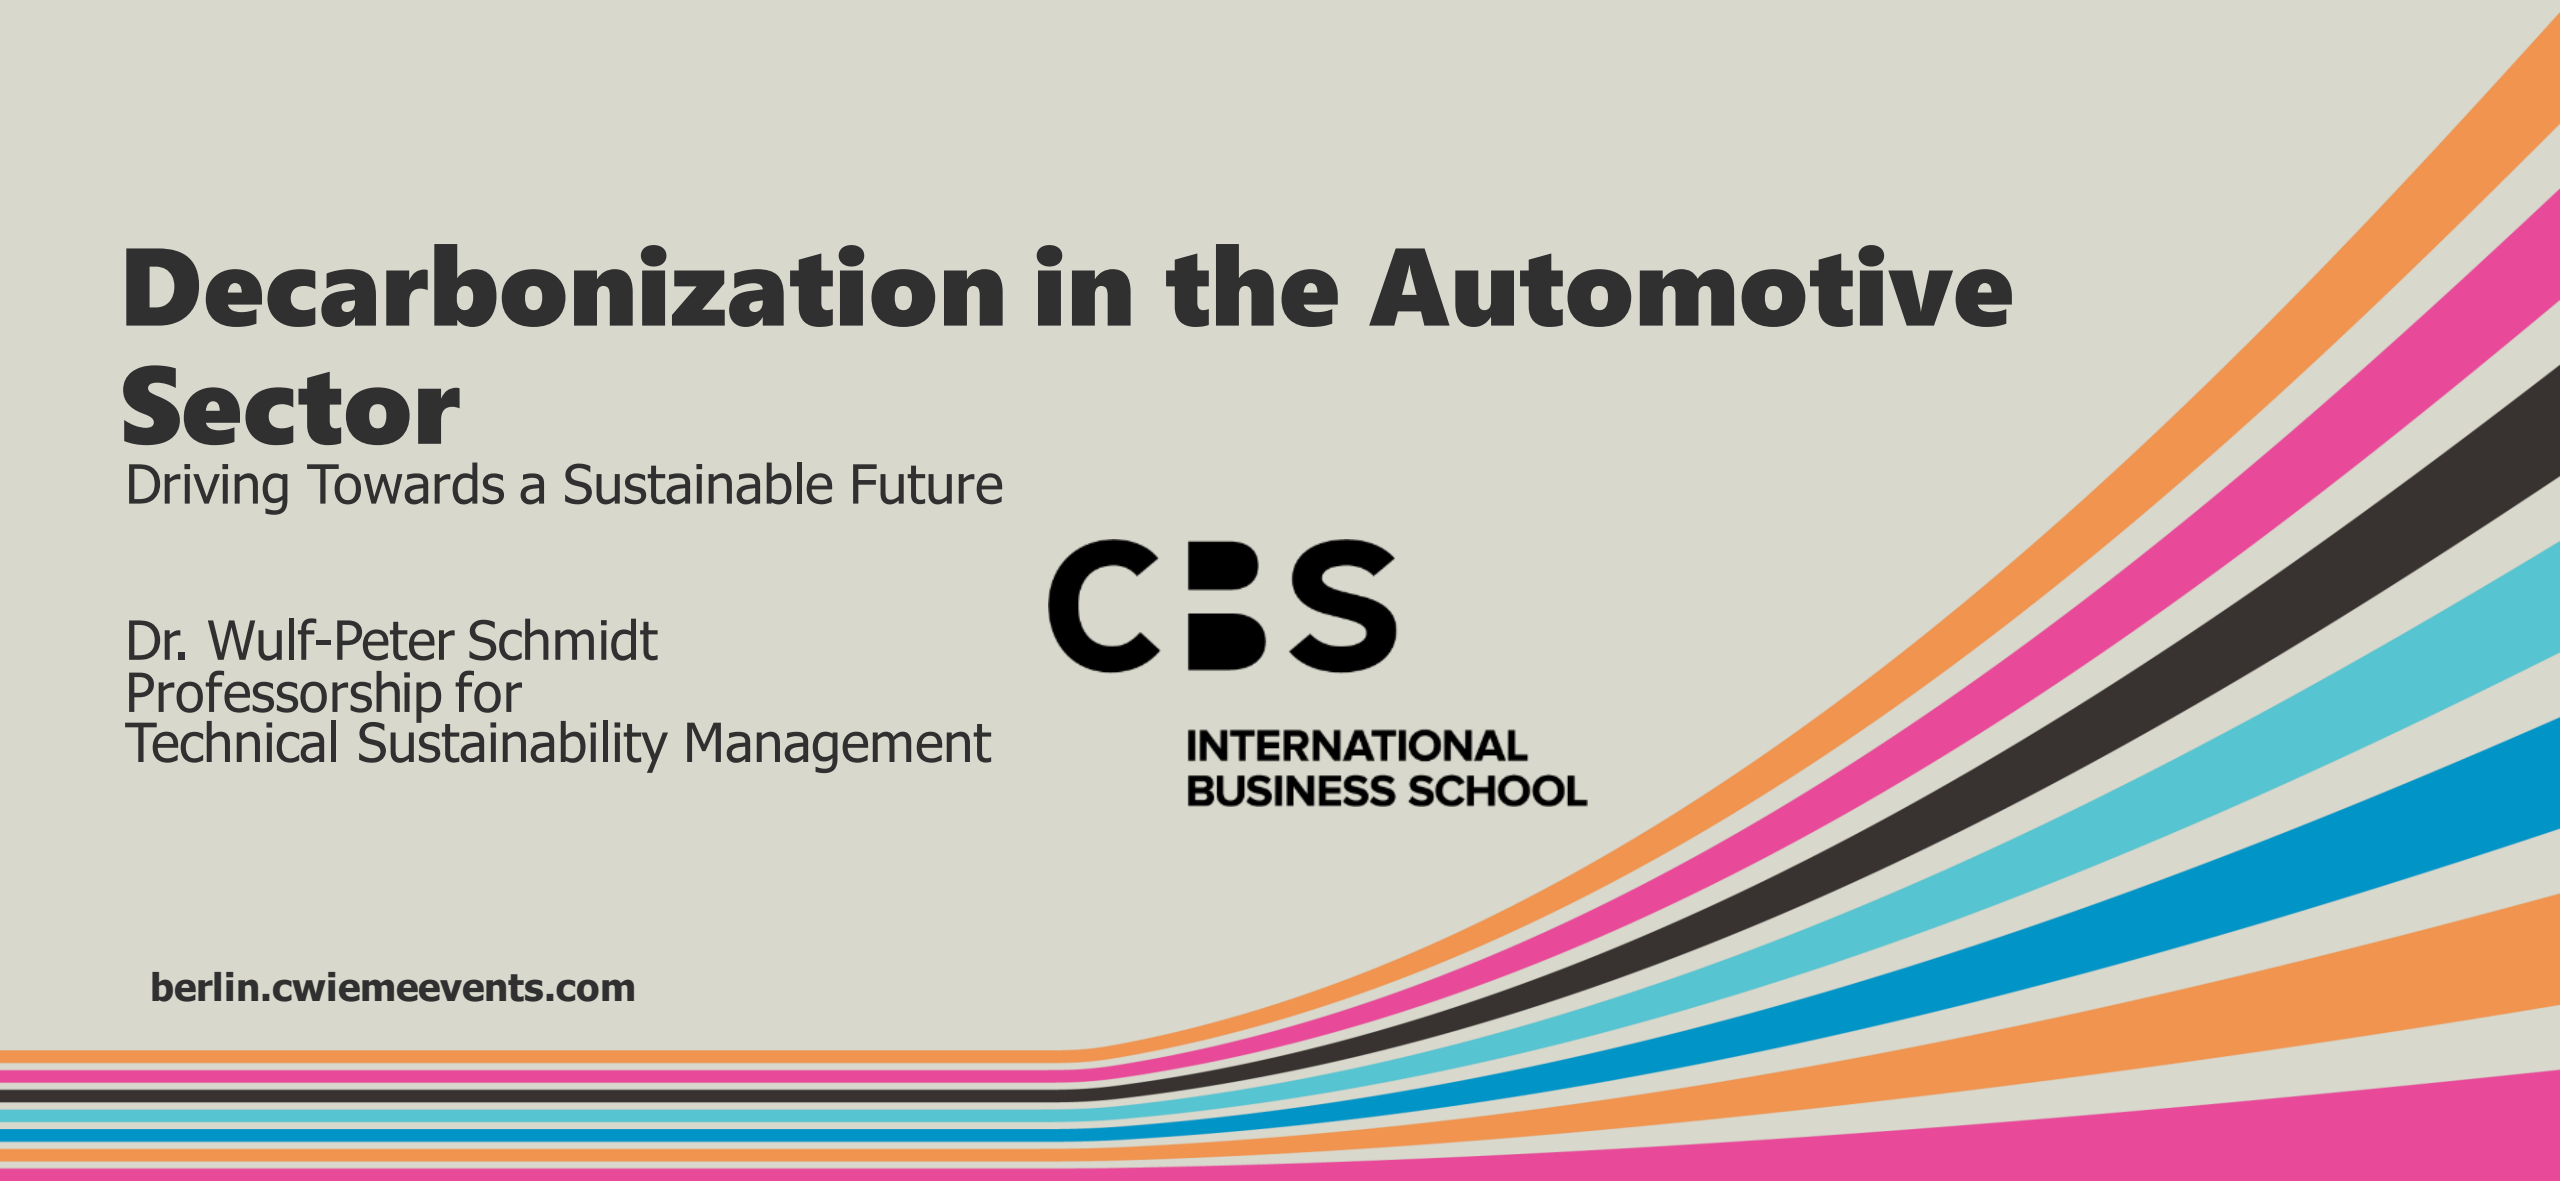 Decarbonization in the Automotive
Sector
Driving Towards a Sustainable Future
Dr. Wulf-Peter Schmidt
Professorship for
Technical Sustainability Management
CBS
INTERNATIONAL
BUSINESS SCHOOL
berlin.cwiemeevents.com